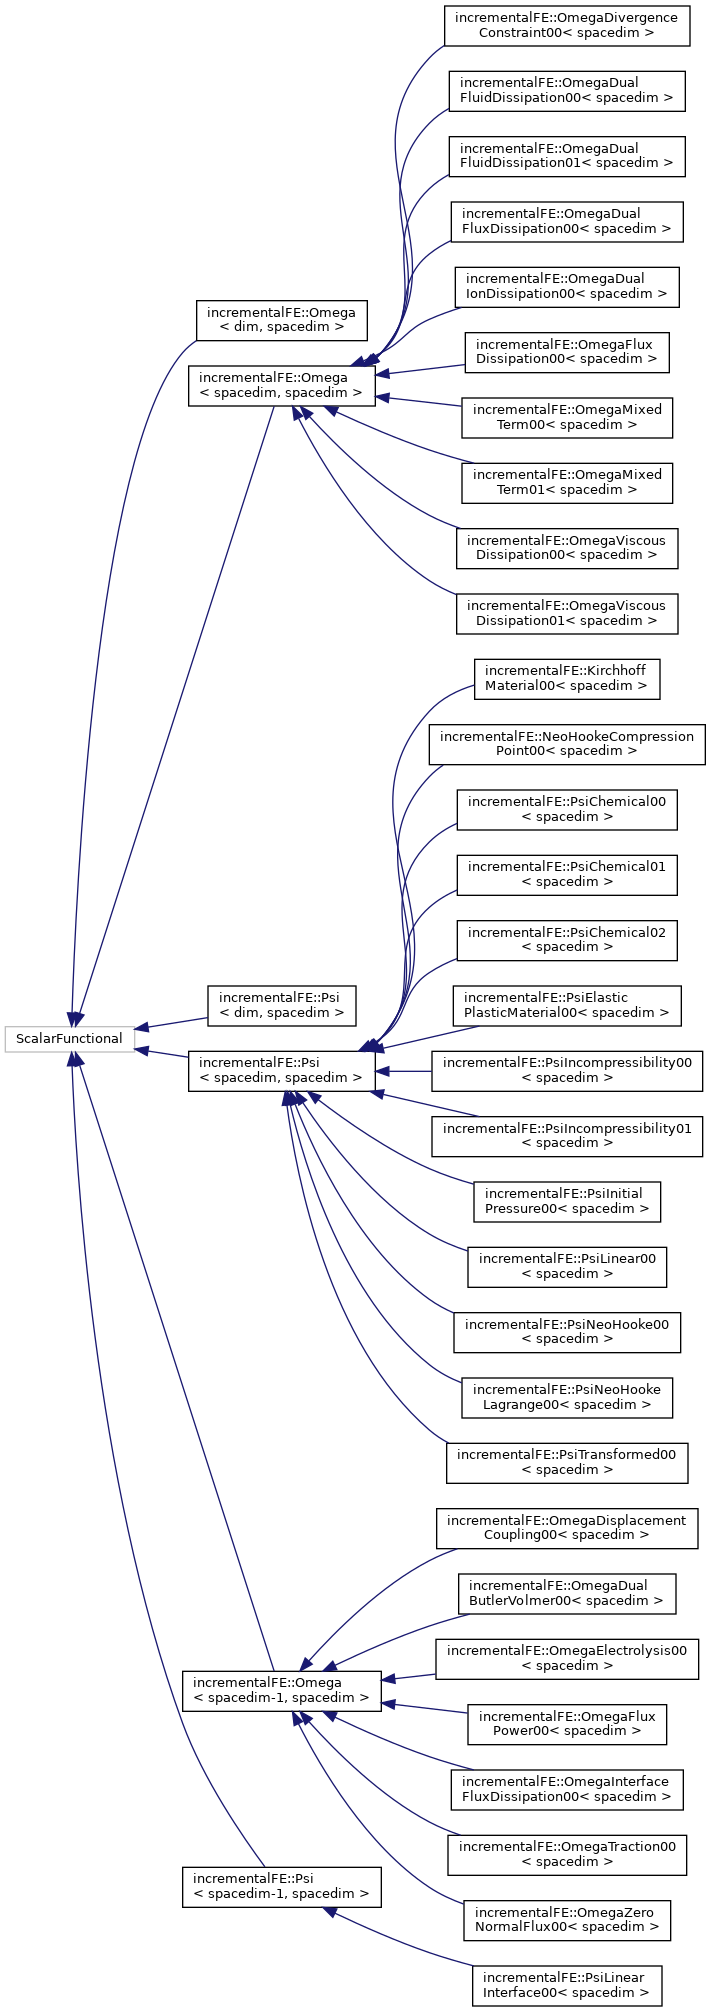 incrementalFE::OmegaDivergence
Constraint00< spacedim >
incrementalFE::OmegaDual
FluidDissipation00< spacedim >
incrementalFE::OmegaDual
FluidDissipation01< spacedim >
incrementalFE::OmegaDual
FluxDissipation00< spacedim >
incrementalFE::OmegaDual
IonDissipation00< spacedim >
incrementalFE::Omega
< dim, spacedim >
incrementalFE::OmegaFlux
Dissipation00< spacedim >
incrementalFE::Omega
< spacedim, spacedim >
incrementalFE::OmegaMixed
Term00< spacedim >
incrementalFE::OmegaMixed
Term01< spacedim >
incrementalFE::OmegaViscous
Dissipation00< spacedim >
incrementalFE::OmegaViscous
Dissipation01< spacedim >
incrementalFE::Kirchhoff
Material00< spacedim >
incrementalFE::NeoHookeCompression
Point00< spacedim >
incrementalFE::PsiChemical00
< spacedim >
incrementalFE::PsiChemical01
< spacedim >
incrementalFE::PsiChemical02
< spacedim >
incrementalFE::Psi
< dim, spacedim >
incrementalFE::PsiElastic
PlasticMaterial00< spacedim >
ScalarFunctional
incrementalFE::Psi
< spacedim, spacedim >
incrementalFE::PsiIncompressibility00
< spacedim >
incrementalFE::PsiIncompressibility01
< spacedim >
incrementalFE::PsiInitial
Pressure00< spacedim >
incrementalFE::PsiLinear00
< spacedim >
incrementalFE::PsiNeoHooke00
< spacedim >
incrementalFE::PsiNeoHooke
Lagrange00< spacedim >
incrementalFE::PsiTransformed00
< spacedim >
incrementalFE::OmegaDisplacement
Coupling00< spacedim >
incrementalFE::OmegaDual
ButlerVolmer00< spacedim >
incrementalFE::OmegaElectrolysis00
< spacedim >
incrementalFE::Omega
< spacedim-1, spacedim >
incrementalFE::OmegaFlux
Power00< spacedim >
incrementalFE::OmegaInterface
FluxDissipation00< spacedim >
incrementalFE::OmegaTraction00
< spacedim >
incrementalFE::Psi
< spacedim-1, spacedim >
incrementalFE::OmegaZero
NormalFlux00< spacedim >
incrementalFE::PsiLinear
Interface00< spacedim >